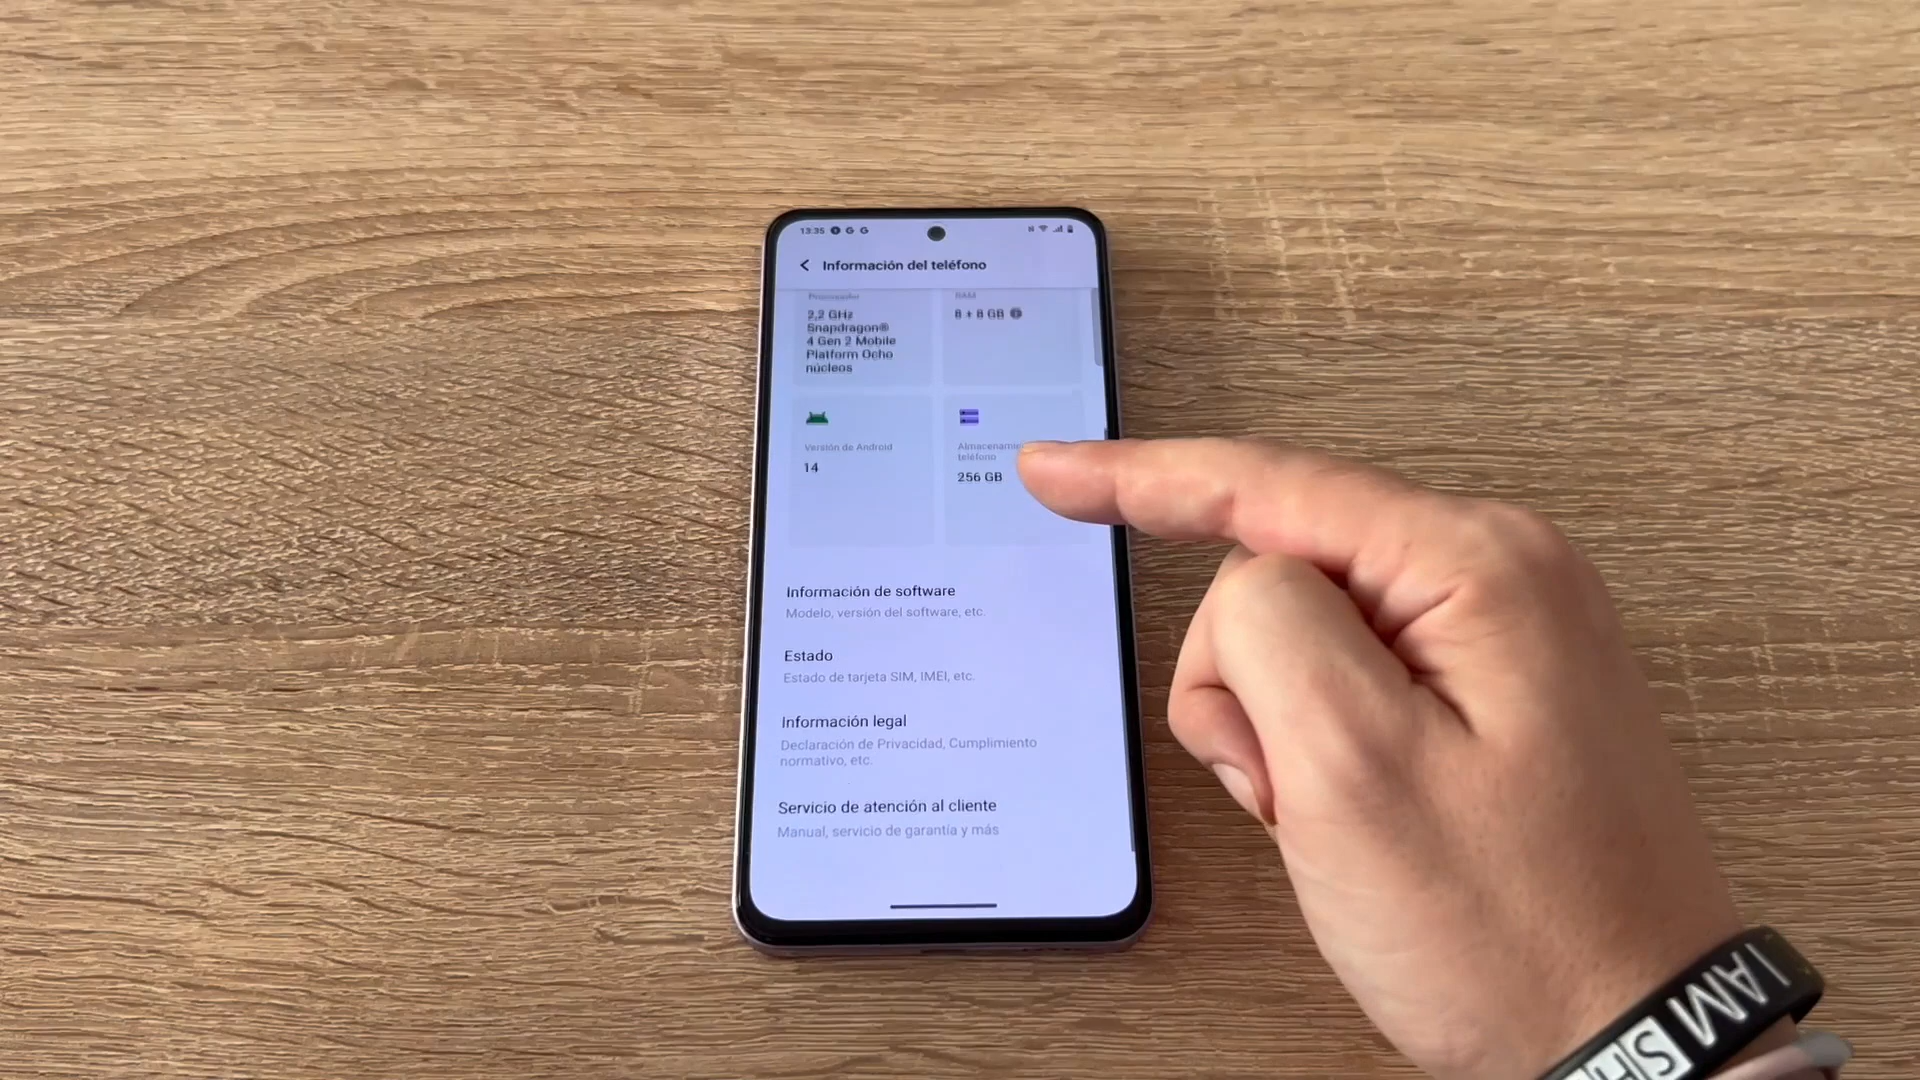 13:35
Información del teléfono
Procesador
RAM
2,2 GHz
Snapdragon®
4 Gen 2 Mobile
Platform Ocho
núcleos
8 + 8 GB
Versión de Android
14
teléfono
256 GB
Información de software
Modelo, versión del software, etc.
Estado
Estado de tarjeta SIM, IMEI, etc.
Información legal
Declaración de Privacidad, Cumplimiento
normativo, etc.
Servicio de atención al cliente
Manual, servicio de garantía y más
I AM